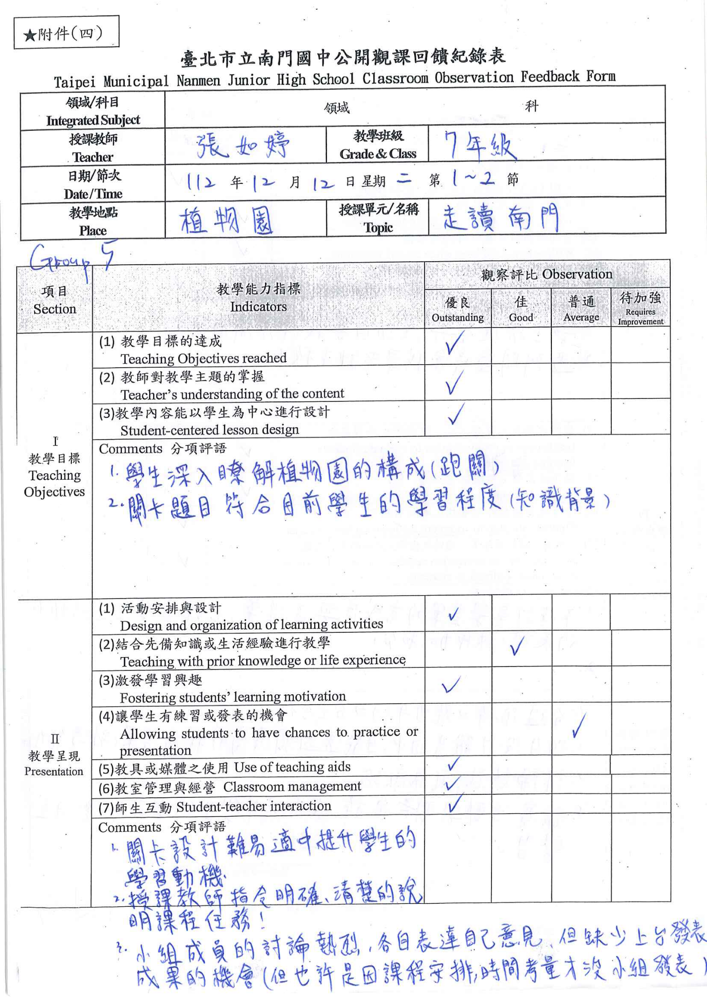 ★附件(四)
臺北市立南門國中公開觀課回饋紀錄表
Taipei Municipal Nanmen Junior High School Classroom Observation Feedback Form
領域/科目
Integrated Subject
領域 科
授課教師
Teacher
張如婷
教學班級
Grade & Class
7年級
日期/節次
Date/Time
112 年 12 月 12 日 星期 二 第 1~2 節
教學地點
Place
植物園
授課單元/名稱
Topic
走讀南門
Group 5
項目
Section
教學能力指標
Indicators
觀察評比 Observation
優良
Outstanding
佳
Good
普通
Average
待加強
Requires
Improvement
I
教學目標
Teaching
Objectives
(1) 教學目標的達成 ✓
Teaching Objectives reached
(2) 教師對教學主題的掌握 ✓
Teacher's understanding of the content
(3)教學內容能以學生為中心進行設計 ✓
Student-centered lesson design
Comments 分項評語
1. 學生深入瞭解植物園的構成(跑關)
2. 關卡題目符合目前學生的學習程度(知識背景)
II
教學呈現
Presentation
(1) 活動安排與設計 ✓
Design and organization of learning activities
(2)結合先備知識或生活經驗進行教學 ✓
Teaching with prior knowledge or life experience
(3)激發學習興趣 ✓
Fostering students' learning motivation
(4)讓學生有練習或發表的機會 ✓
Allowing students to have chances to practice or
presentation
(5)教具或媒體之使用 Use of teaching aids ✓
(6)教室管理與經營 Classroom management ✓
(7)師生互動 Student-teacher interaction ✓
Comments 分項評語
1. 關卡設計難易適中提升學生的
學習動機.
2. 授課教師指令明確、清楚的說
明課程任務!
3. 小組成員的討論熱烈,各自表達自己意見、但缺少上台發表
成果的機會(但也許是因課程安排,時間考量才沒小組發表)